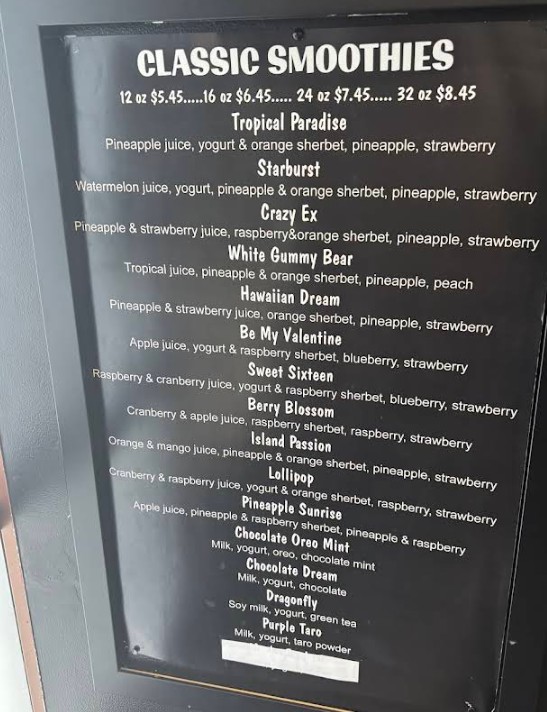 CLASSIC SMOOTHIES
12 oz $5.45.....16 oz $6.45..... 24 oz $7.45..... 32 oz $8.45
Tropical Paradise
Pineapple juice, yogurt & orange sherbet, pineapple, strawberry
Starburst
Watermelon juice, yogurt, pineapple & orange sherbet, pineapple, strawberry
Crazy Ex
Pineapple & strawberry juice, raspberry&orange sherbet, pineapple, strawberry
White Gummy Bear
Tropical juice, pineapple & orange sherbet, pineapple, peach
Hawaiian Dream
Pineapple & strawberry juice, orange sherbet, pineapple, strawberry
Be My Valentine
Apple juice, yogurt & raspberry sherbet, blueberry, strawberry
Sweet Sixteen
Raspberry & cranberry juice, yogurt & raspberry sherbet, blueberry, strawberry
Berry Blossom
Cranberry & apple juice, raspberry sherbet, raspberry, strawberry
Island Passion
Orange & mango juice, pineapple & orange sherbet, pineapple, strawberry
Lollipop
Cranberry & raspberry juice, yogurt & orange sherbet, raspberry, strawberry
Pineapple Sunrise
Apple juice, pineapple & raspberry sherbet, pineapple & raspberry
Chocolate Oreo Mint
Milk, yogurt, oreo, chocolate mint
Chocolate Dream
Milk, yogurt, chocolate
Dragonfly
Soy milk, yogurt, green tea
Purple Taro
Milk, yogurt, taro powder